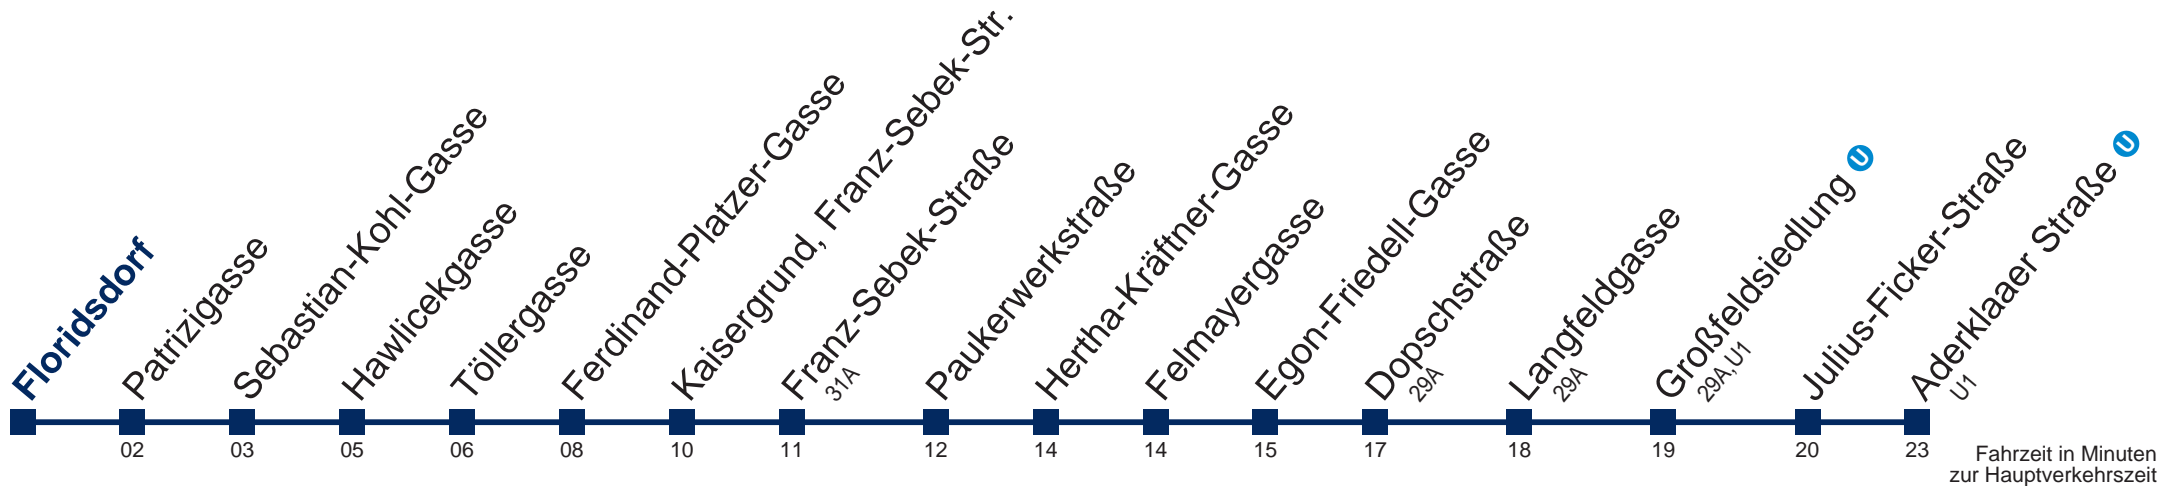 Floridsdorf
Patrizigasse
02
Sebastian-Kohl-Gasse
03
Hawlicekgasse
05
Töllergasse
06
Ferdinand-Platzer-Gasse
08
Kaisergrund, Franz-Sebek-Str.
10
Franz-Sebek-Straße
31A
11
Paukerwerkstraße
12
Hertha-Kräftner-Gasse
14
Felmayergasse
14
Egon-Friedell-Gasse
15
Dopschstraße
29A
17
Langfeldgasse
29A
18
Großfeldsiedlung U
29A, U1
19
Julius-Ficker-Straße
20
Aderklaaer Straße U
U1
23
Fahrzeit in Minuten
zur Hauptverkehrszeit